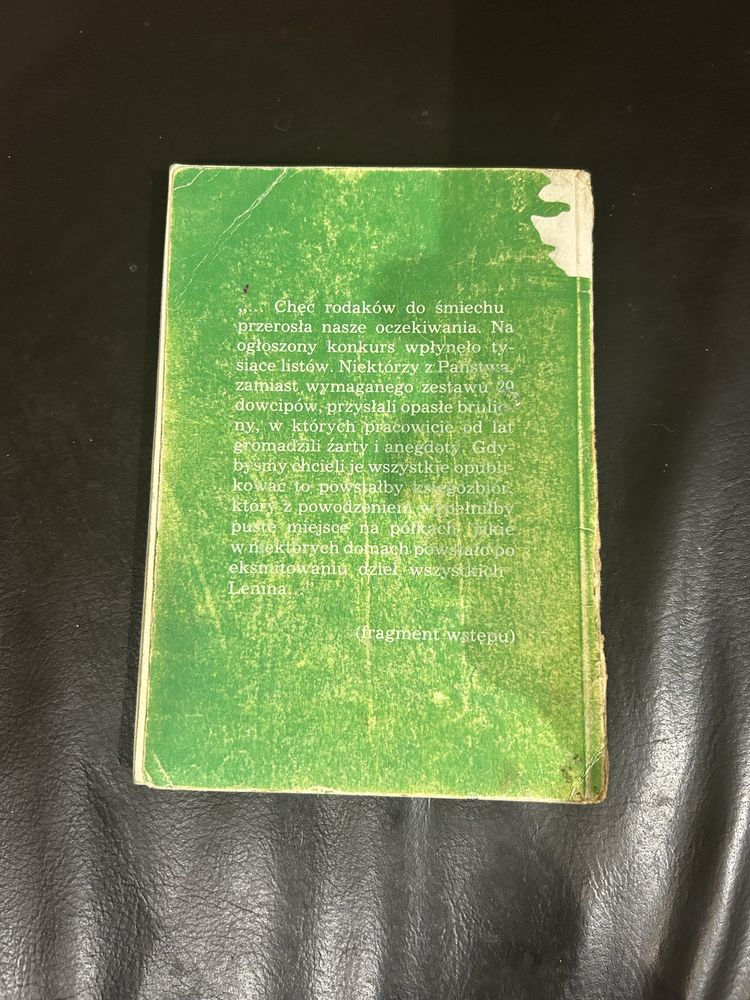 „... Chęć rodaków do śmiechu
przerosła nasze oczekiwania. Na
ogłoszony konkurs wpłynęło ty-
siące listów. Niektórzy z Państwa,
zamiast wymaganego zestawu 20
dowcipów, przysłali opasłe brulio-
ny, w których pracowicie od lat
gromadzili żarty i anegdoty. Gdy-
byśmy chcieli je wszystkie opubli-
kować to powstałby księgozbiór,
który z powodzeniem wypełniłby
puste miejsce na półkach, jakie
w niektórych domach powstało po
eksmitowaniu dzieł wszystkich
Lenina..."
(fragment wstępu)